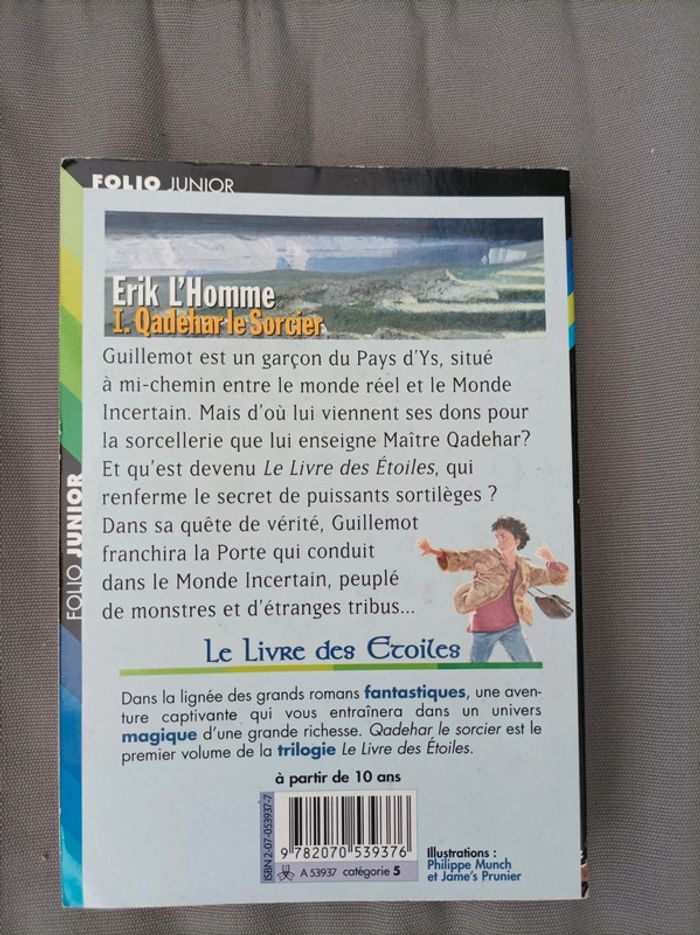 FOLIO JUNIOR
Erik L'Homme
I. Qadehar le Sorcier
Guillemot est un garçon du Pays d'Ys, situé
à mi-chemin entre le monde réel et le Monde
Incertain. Mais d'où lui viennent ses dons pour
la sorcellerie que lui enseigne Maître Qadehar?
Et qu'est devenu Le Livre des Étoiles, qui
renferme le secret de puissants sortilèges ?
Dans sa quête de vérité, Guillemot
franchira la Porte qui conduit
dans le Monde Incertain, peuplé
de monstres et d'étranges tribus...
Le Livre des Etoiles
Dans la lignée des grands romans fantastiques, une aven-
ture captivante qui vous entraînera dans un univers
magique d'une grande richesse. Qadehar le sorcier est le
premier volume de la trilogie Le Livre des Étoiles.
à partir de 10 ans
ISBN 2-07-053937-7
9 782070 539376
A 53937 catégorie 5
Illustrations :
Philippe Munch
et Jame's Prunier
FOLIO JUNIOR